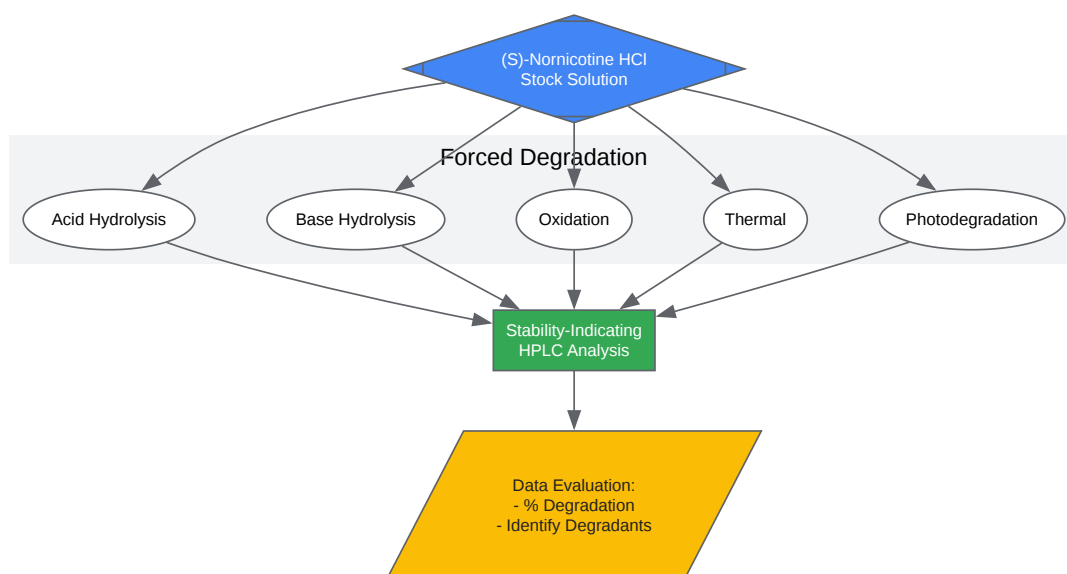 (S)-Nornicotine HCl
Stock Solution
Forced Degradation
Acid Hydrolysis
Base Hydrolysis
Oxidation
Thermal
Photodegradation
Stability-Indicating
HPLC Analysis
Data Evaluation:
- % Degradation
- Identify Degradants